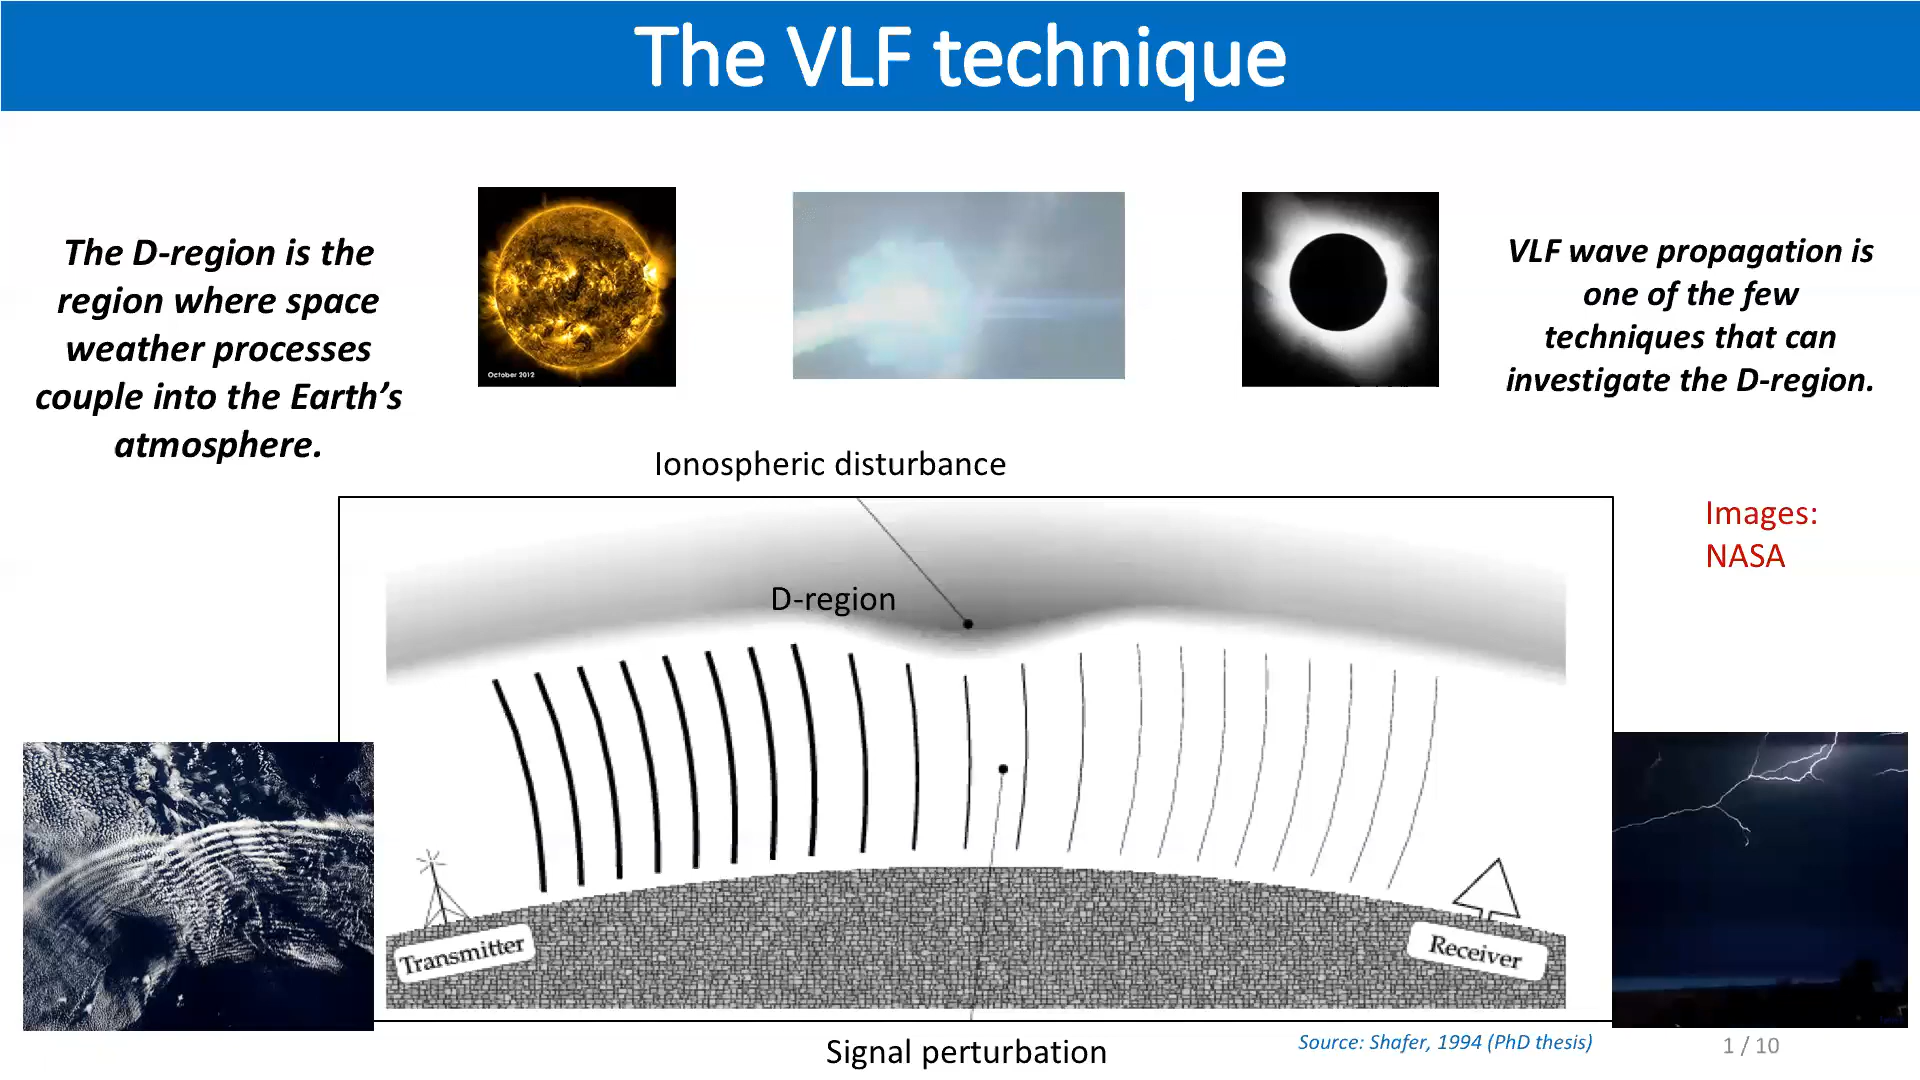 The VLF technique
The D-region is the
region where space
weather processes
couple into the Earth’s
atmosphere.
October 2012
VLF wave propagation is
one of the few
techniques that can
investigate the D-region.
Ionospheric disturbance
Images:
NASA
D-region
Transmitter
Receiver
Signal perturbation
Source: Shafer, 1994 (PhD thesis)
1 / 10